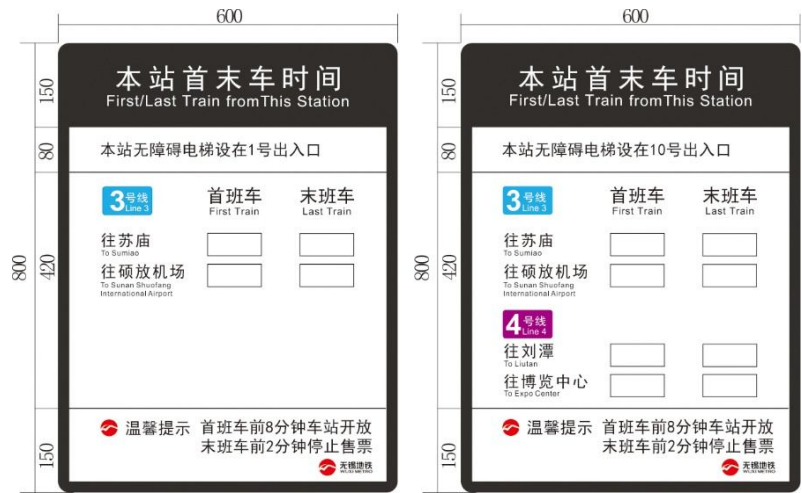 600
150
80
800
420
150
本站首末车时间
First/Last Train fromThis Station
本站无障碍电梯设在1号出入口
3号线
Line 3
首班车
First Train
末班车
Last Train
往苏庙
To Sumiao
往硕放机场
To Sunan Shuofang
International Airport
温馨提示 首班车前8分钟车站开放
末班车前2分钟停止售票
无锡地铁
WUXI METRO
600
150
80
800
420
150
本站首末车时间
First/Last Train fromThis Station
本站无障碍电梯设在10号出入口
3号线
Line 3
首班车
First Train
末班车
Last Train
往苏庙
To Sumiao
往硕放机场
To Sunan Shuofang
International Airport
4号线
Line 4
往刘潭
To Liutan
往博览中心
To Expo Center
温馨提示 首班车前8分钟车站开放
末班车前2分钟停止售票
无锡地铁
WUXI METRO